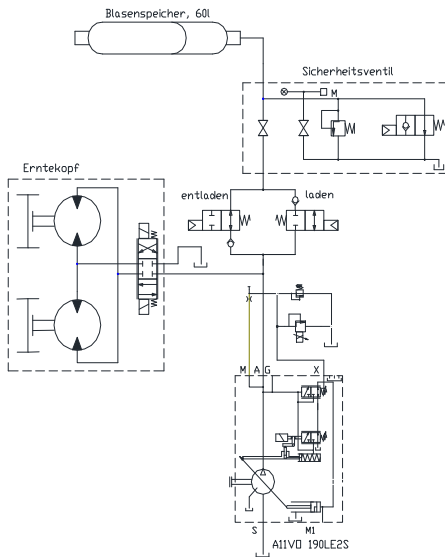 Blasenspeicher, 60l
Sicherheitsventil
M
Erntekopf
entladen
laden
M A G X
S M1
A11VO 190LE2S